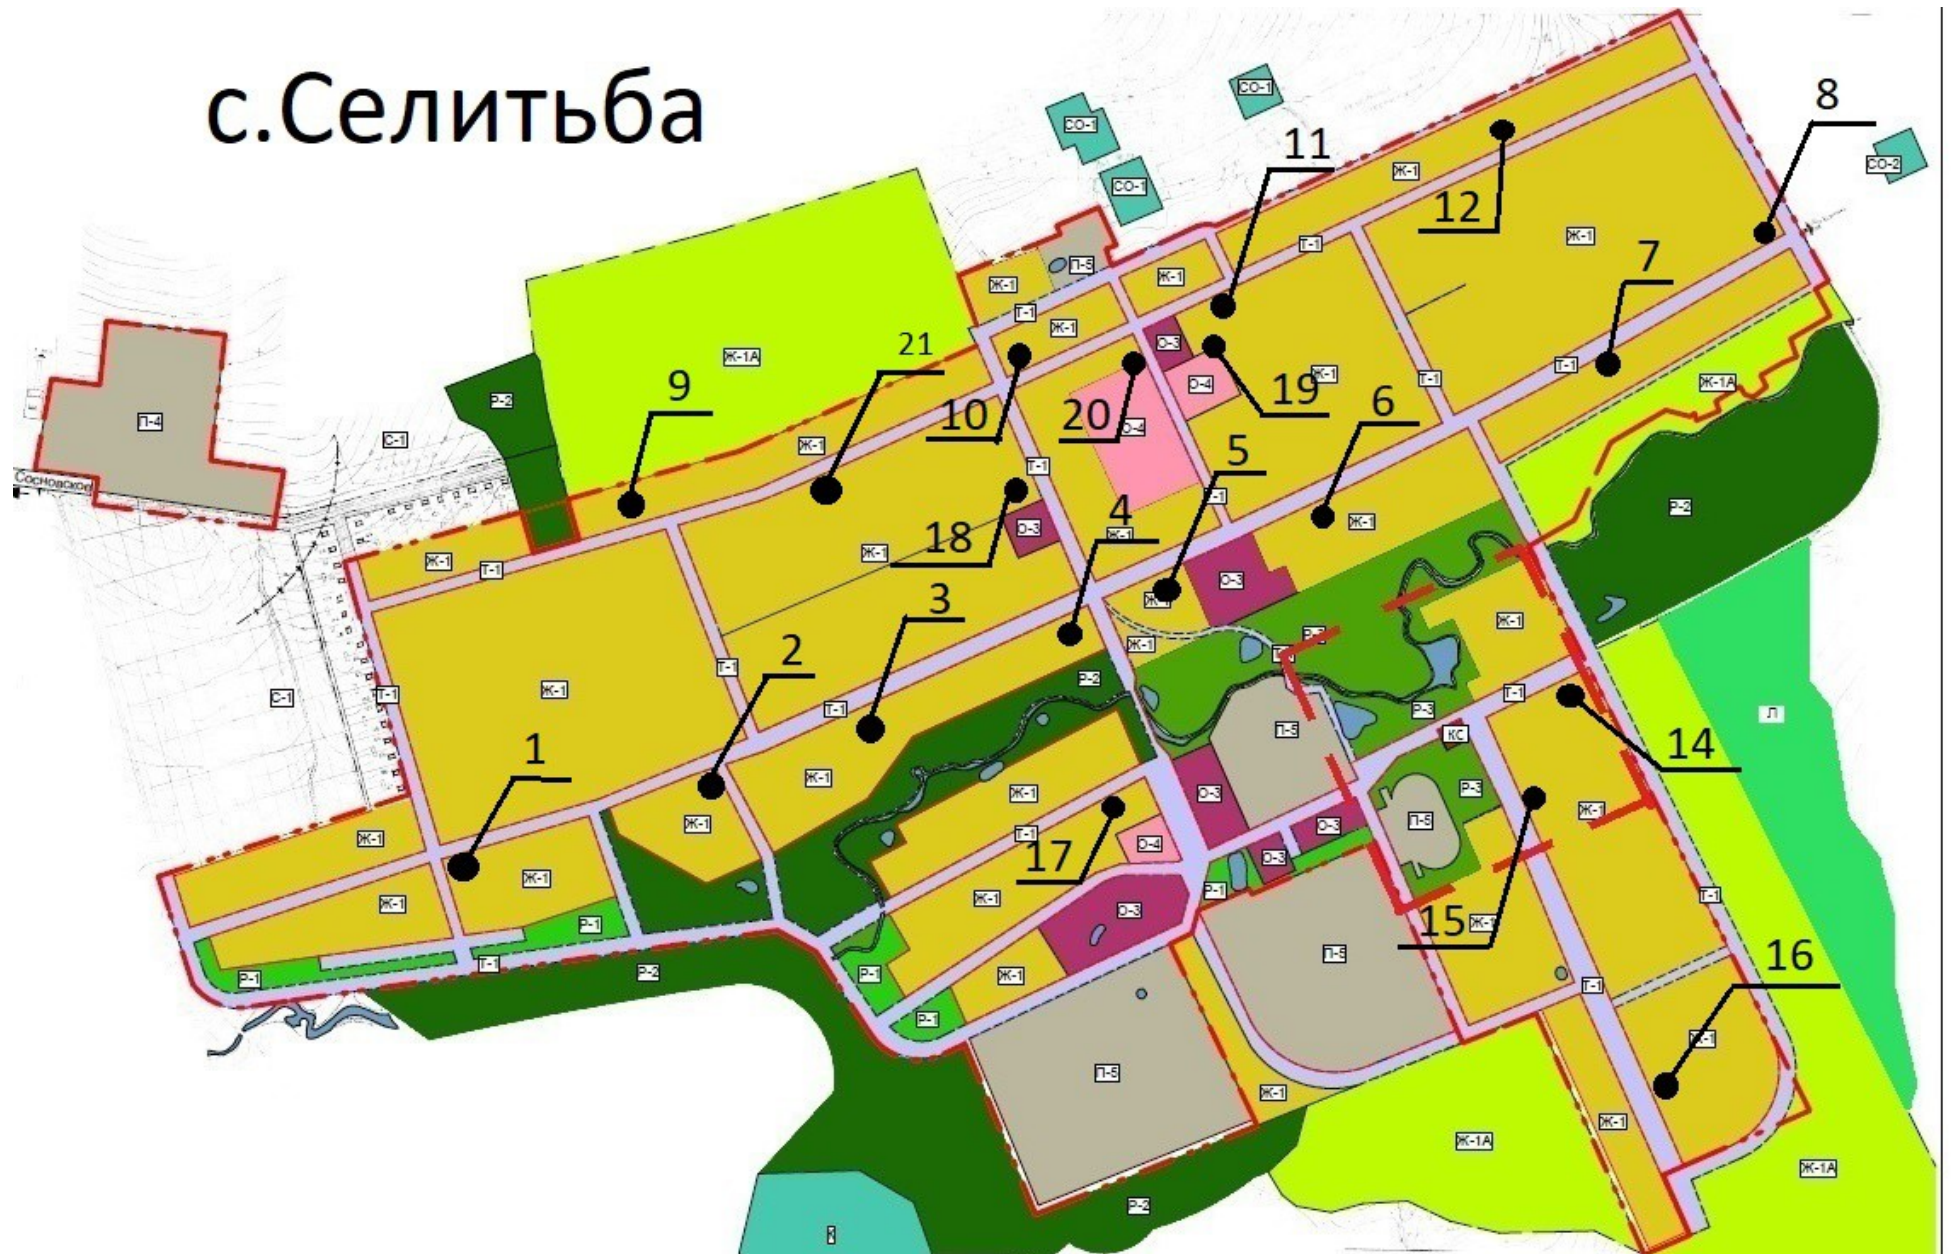 с.Селитьба
СО-1
8
СО-1
11
СО-2
Ж-1
СО-1
12
Ж-1
Т-1
7
П-5
Ж-1
Ж-1
Т-1
Ж-1
О-3
21
Ж-1А
Т-1
Ж-1
Т-1
Ж-1А
9
19
О-4
6
Р-2
10
20
О-4
П-4
С-1
Ж-1
Т-1
5
Сосновское
Т-1
Р-2
4
Ж-1
О-3
Ж-1
18
Ж-1
Ж-1
Т-1
О-3
3
Ж-1
Ж-1
Р-3
2
Ж-1
Т-1
Т-1
Р-2
С-1
Т-1
Ж-1
Т-1
Т-1
Р-3
Л
П-5
КС
14
1
Ж-1
Ж-1
О-3
Р-3
Ж-1
Ж-1
Ж-1
Т-1
О-3
П-5
17
О-4
О-3
Ж-1
Р-1
Т-1
Ж-1
Ж-1
О-3
15
Ж-1
Р-1
П-5
16
Т-1
Р-2
Р-1
Ж-1
Р-1
Т-1
Р-1
Ж-1
П-5
Ж-1
Ж-1
Ж-1А
Ж-1А
Р-2
К